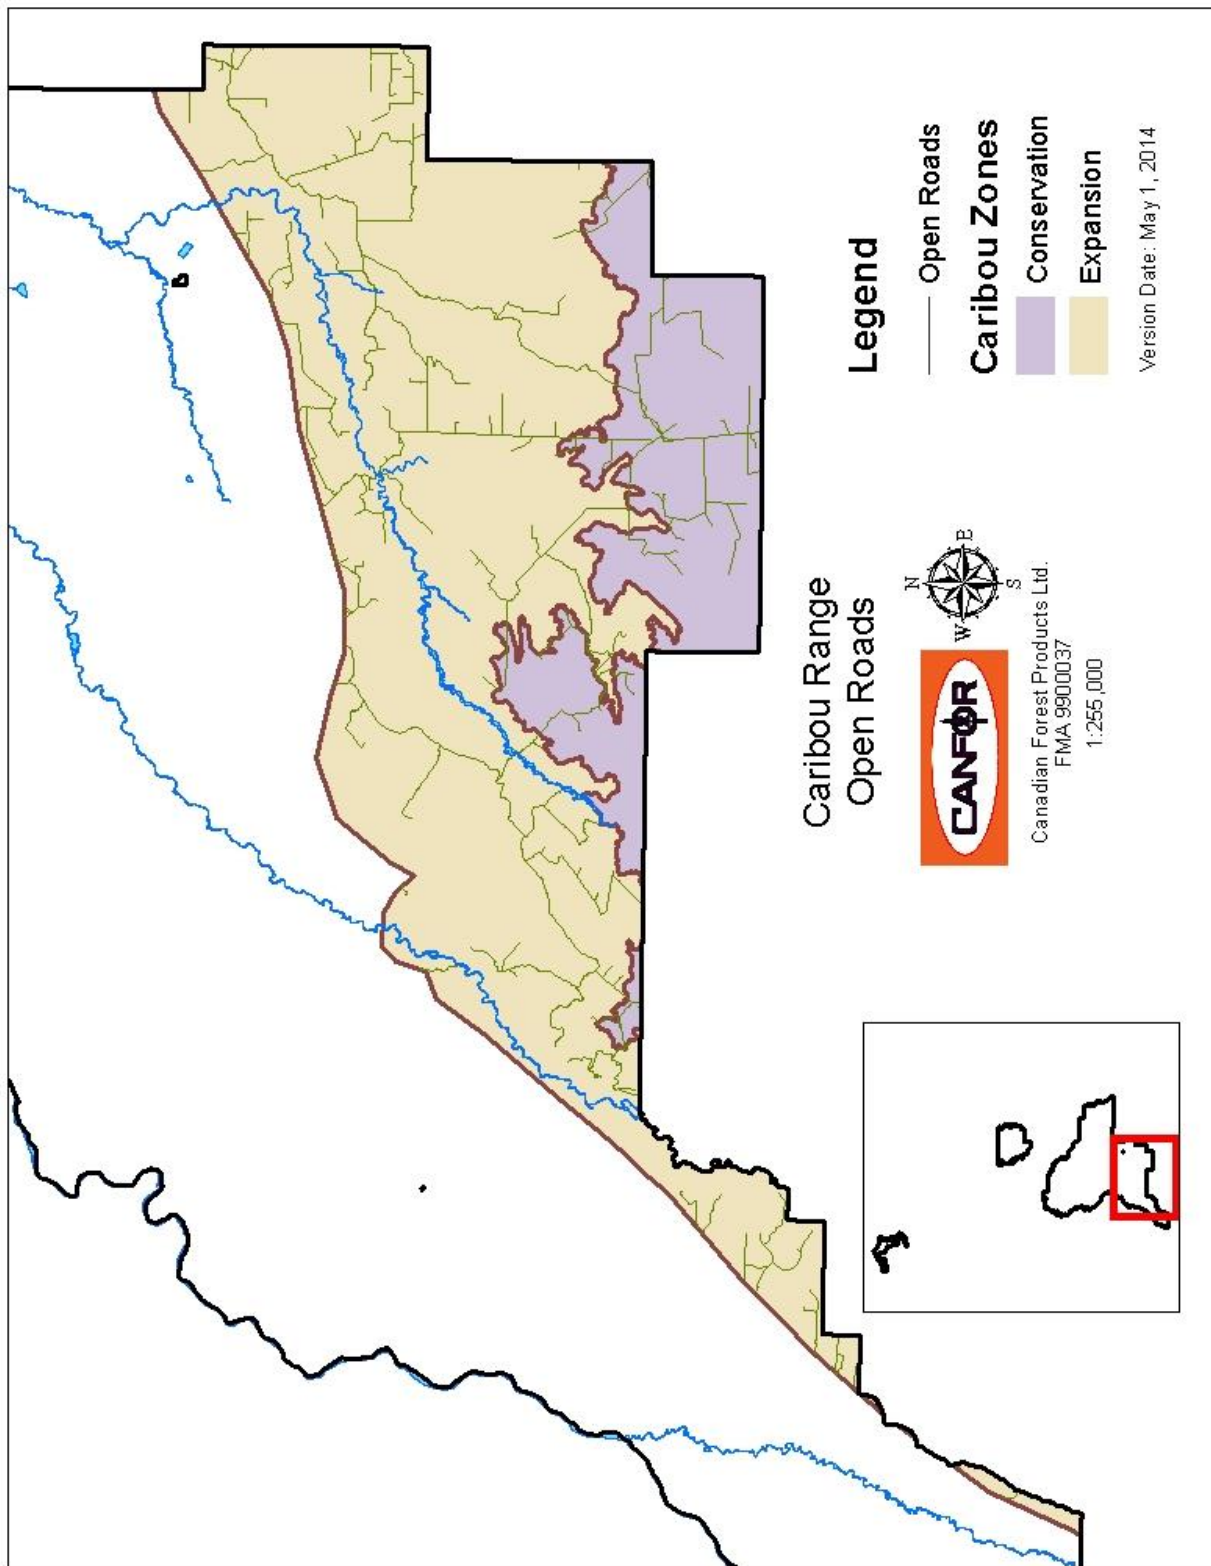 Caribou Range
Open Roads
CANFOR
N
W
E
S
Canadian Forest Products Ltd.
FMA 9900037
1:255,000
Legend
Open Roads
Caribou Zones
Conservation
Expansion
Version Date: May 1, 2014